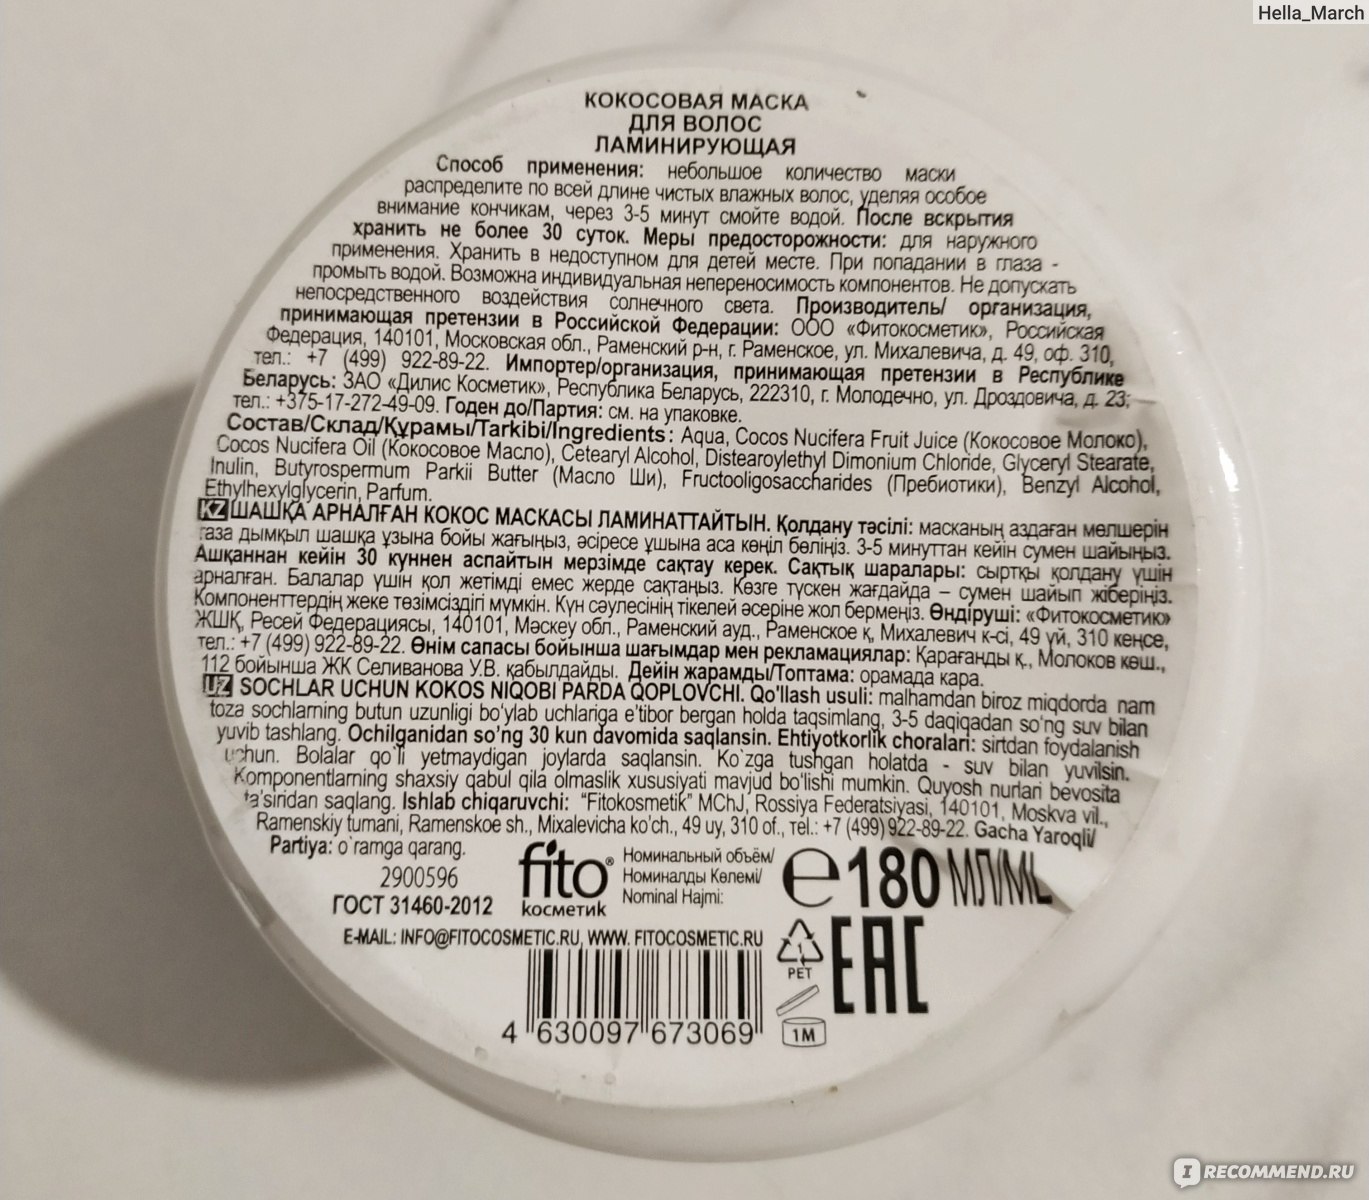 Hella_March
КОКОСОВАЯ МАСКА
ДЛЯ ВОЛОС
ЛАМИНИРУЮЩАЯ
Способ применения: небольшое количество маски
распределите по всей длине чистых влажных волос, уделяя особое
внимание кончикам, через 3-5 минут смойте водой. После вскрытия
хранить не более 30 суток. Меры предосторожности: для наружного
применения. Хранить в недоступном для детей месте. При попадании в глаза -
промыть водой. Возможна индивидуальная непереносимость компонентов. Не допускать
непосредственного воздействия солнечного света. Производитель/ организация,
принимающая претензии в Российской Федерации: ООО «Фитокосметик», Российская
Федерация, 140101, Московская обл., Раменский р-н, г. Раменское, ул. Михалевича, д. 49, оф. 310,
тел.: +7 (499) 922-89-22. Импортер/организация, принимающая претензии в Республике
Беларусь: ЗАО «Дилис Косметик», Республика Беларусь, 222310, г. Молодечно, ул. Дроздовича, д. 23;
тел.: +375-17-272-49-09. Годен до/Партия: см. на упаковке.
Состав/Склад/Құрамы/Tarkibi/Ingredients: Aqua, Cocos Nucifera Fruit Juice (Кокосовое Молоко),
Cocos Nucifera Oil (Кокосовое Масло), Cetearyl Alcohol, Distearoylethyl Dimonium Chloride, Glyceryl Stearate,
Inulin, Butyrospermum Parkii Butter (Масло Ши), Fructooligosaccharides (Пребиотики), Benzyl Alcohol,
Ethylhexylglycerin, Parfum.
KZ ШАШҚА АРНАЛҒАН КОКОС МАСКАСЫ ЛАМИНАТТАЙТЫН. Қолдану тәсілі: масканың аздаған мөлшерін
таза дымқыл шашқа ұзына бойы жағыңыз, әсіресе ұшына аса көңіл бөліңіз. 3-5 минуттан кейін сумен шайыңыз.
Ашқаннан кейін 30 куннен аспайтын мерзімде сақтау керек. Сақтық шаралары: сыртқы қолдану үшін
арналған. Балалар үшін қол жетімді емес жерде сақтаңыз. Көзге түскен жағдайда – сумен шайып жіберіңіз.
Компоненттердің жеке төзімсіздігі мүмкін. Күн сәулесінің тікелей әсеріне жол бермеңіз. Өндіруші: «Фитокосметик»
ЖШҚ, Ресей Федерациясы, 140101, Мәскеу обл., Раменский ауд., Раменское қ, Михалевич к-сі, 49 үй, 310 кеңсе,
тел.: +7 (499) 922-89-22. Өнім сапасы бойынша шағымдар мен рекламациялар: Қарағанды қ., Молоков көш.,
112 бойынша ЖК Селиванова У.В. қабылдайды. Дейін жарамды/Топтама: орамада кара.
UZ SOCHLAR UCHUN KOKOS NIQOBI PARDA QOPLOVCHI. Qo'llash usuli: malhamdan biroz miqdorda nam
toza sochlarning butun uzunligi bo'ylab uchlariga e'tibor bergan holda taqsimlang, 3-5 daqiqadan so'ng suv bilan
yuvib tashlang. Ochilganidan so'ng 30 kun davomida saqlansin. Ehtiyotkorlik choralari: sirtdan foydalanish
uchun. Bolalar qo'li yetmaydigan joylarda saqlansin. Ko`zga tushgan holatda - suv bilan yuvilsin.
Komponentlarning shaxsiy qabul qila olmaslik xususiyati mavjud bo'lishi mumkin. Quyosh nurlari bevosita
ta'siridan saqlang. Ishlab chiqaruvchi: “Fitokosmetik” MChJ, Rossiya Federatsiyasi, 140101, Moskva vil.,
Ramenskiy tumani, Ramenskoe sh., Mixalevicha ko'ch., 49 uy, 310 of., тел.: +7 (499) 922-89-22. Gacha Yaroqli/
Partiya: o`ramga qarang.
2900596
ГОСТ 31460-2012
fito®
косметик
Номинальный объём/
Номиналды Көлемі/
Nominal Hajmi:
℮ 180 МЛ/ML
E-MAIL: INFO@FITOCOSMETIC.RU, WWW. FITOCOSMETIC.RU
1
PET
EAC
1M
4 630097 673069
IRECOMMEND.RU